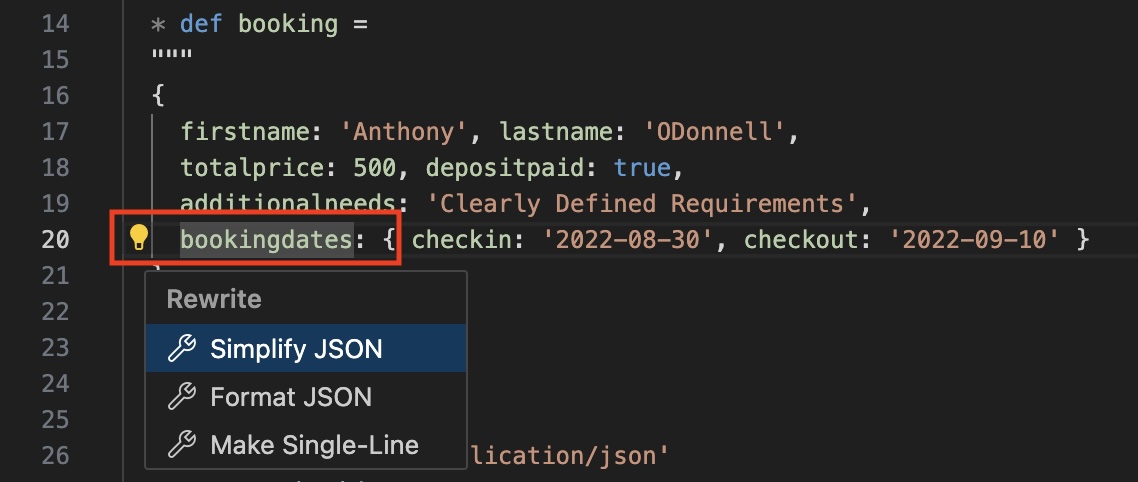 14 * def booking =
15 """
16 {
17 firstname: 'Anthony', lastname: 'ODonnell',
18 totalprice: 500, depositpaid: true,
19 additionalneeds: 'Clearly Defined Requirements',
20 bookingdates: { checkin: '2022-08-30', checkout: '2022-09-10' }
21 }
Rewrite
22
Simplify JSON
23
24
Format JSON
25
Make Single-Line
26 lication/json'